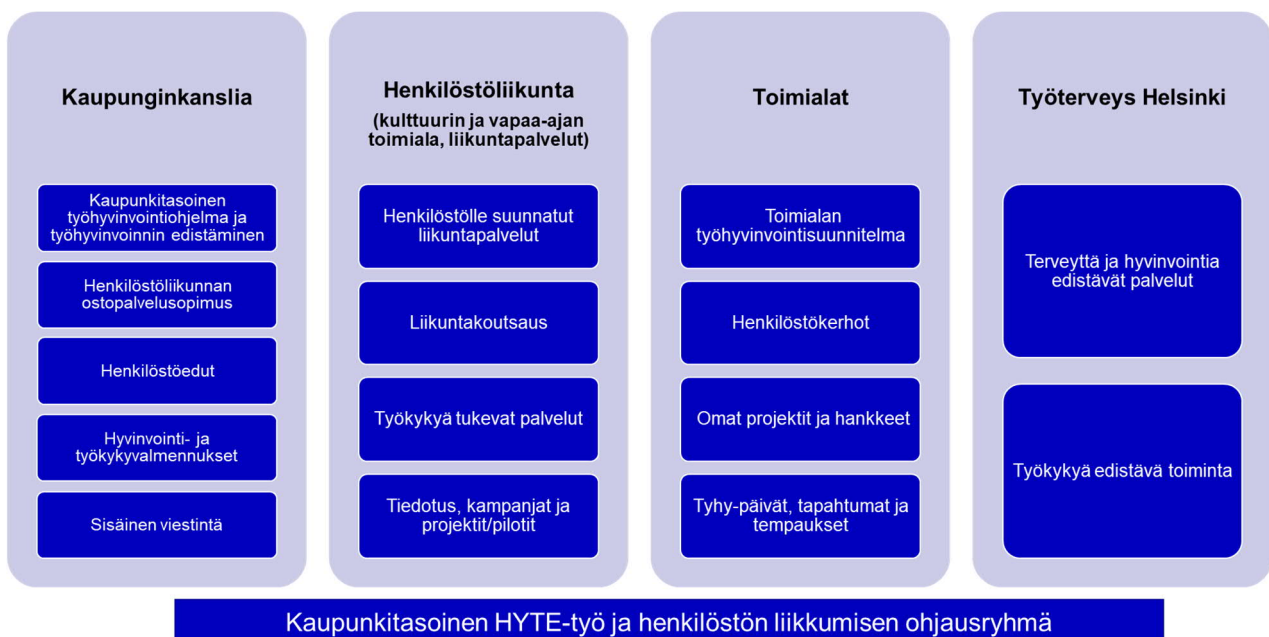 Kaupunginkanslia
Kaupunkitasoinen
työhyvinvointiohjelma ja
työhyvinvoinnin edistäminen
Henkilöstöliikunnan
ostopalvelusopimus
Henkilöstöedut
Hyvinvointi- ja
työkykyvalmennukset
Sisäinen viestintä
Henkilöstöliikunta
(kulttuurin ja vapaa-ajan
toimiala, liikuntapalvelut)
Henkilöstölle suunnatut
liikuntapalvelut
Liikuntakoutsaus
Työkykyä tukevat palvelut
Tiedotus, kampanjat ja
projektit/pilotit
Toimialat
Toimialan
työhyvinvointisuunnitelma
Henkilöstökerhot
Omat projektit ja hankkeet
Tyhy-päivät, tapahtumat ja
tempaukset
Työterveys Helsinki
Terveyttä ja hyvinvointia
edistävät palvelut
Työkykyä edistävä toiminta
Kaupunkitasoinen HYTE-työ ja henkilöstön liikkumisen ohjausryhmä